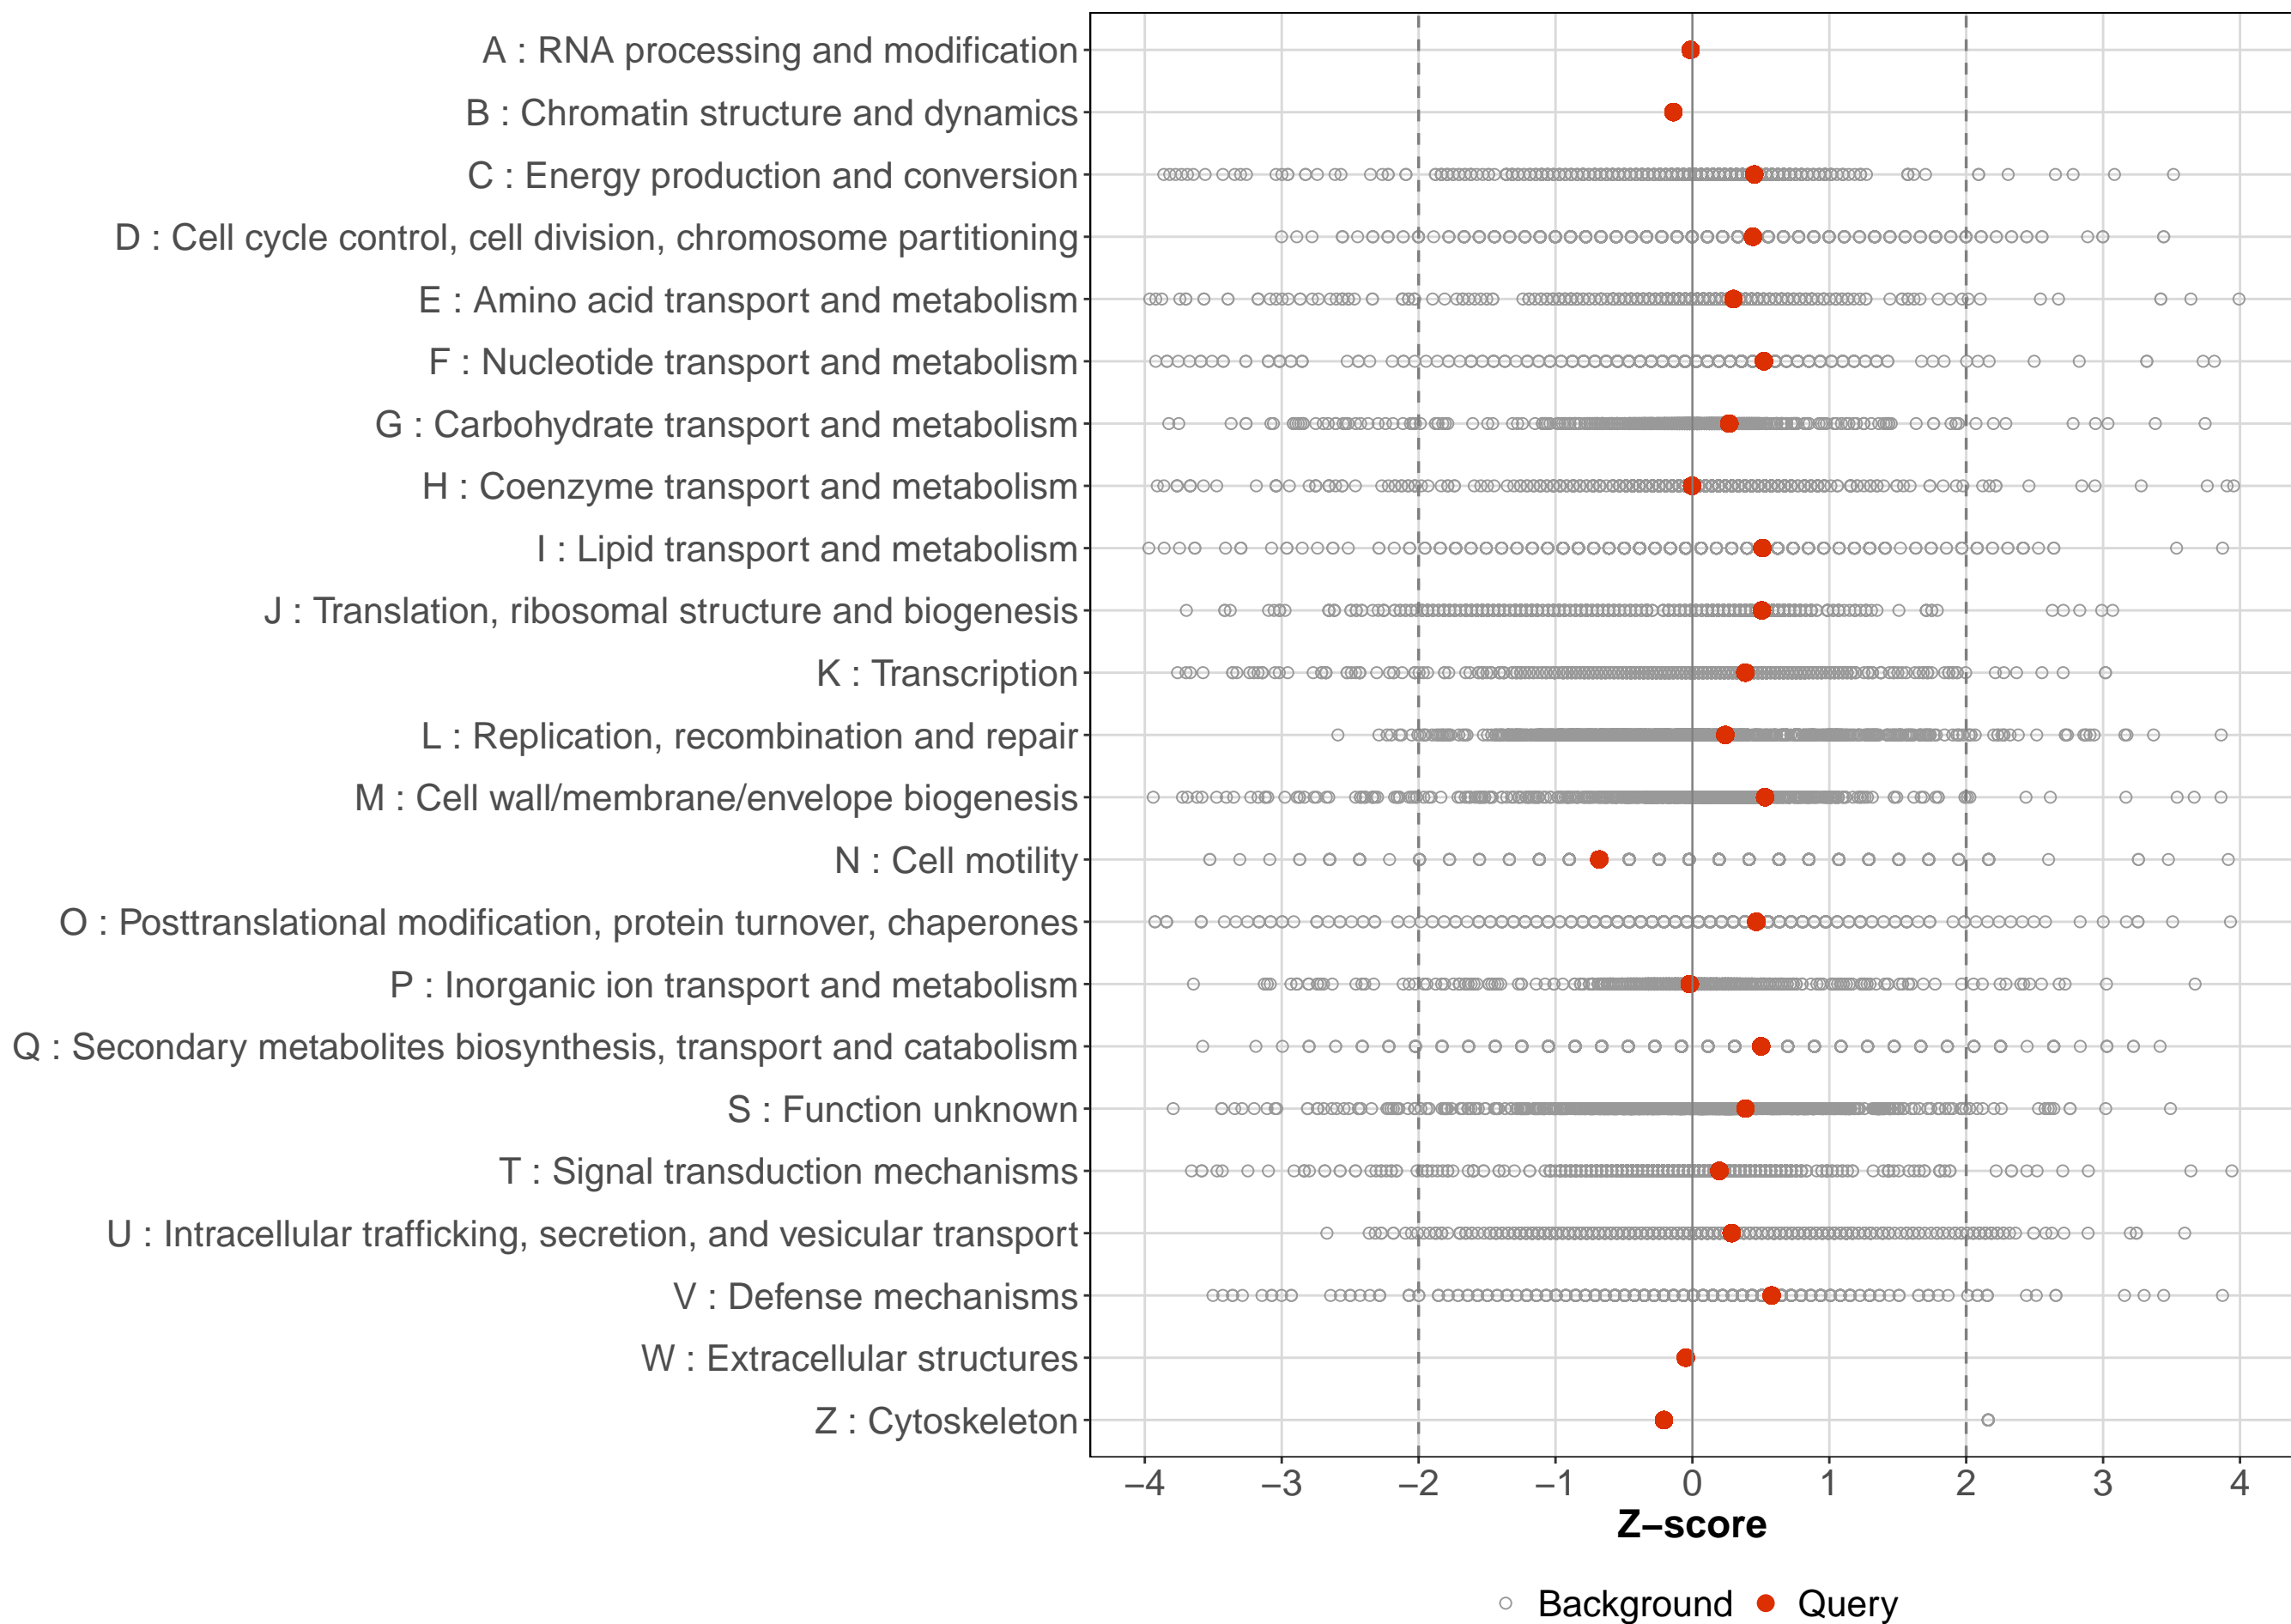 A : RNA processing and modification
B : Chromatin structure and dynamics
C : Energy production and conversion
D : Cell cycle control, cell division, chromosome partitioning
E : Amino acid transport and metabolism
F : Nucleotide transport and metabolism
G : Carbohydrate transport and metabolism
H : Coenzyme transport and metabolism
I : Lipid transport and metabolism
J : Translation, ribosomal structure and biogenesis
K : Transcription
L : Replication, recombination and repair
M : Cell wall/membrane/envelope biogenesis
N : Cell motility
O : Posttranslational modification, protein turnover, chaperones
P : Inorganic ion transport and metabolism
Q : Secondary metabolites biosynthesis, transport and catabolism
S : Function unknown
T : Signal transduction mechanisms
U : Intracellular trafficking, secretion, and vesicular transport
V : Defense mechanisms
W : Extracellular structures
Z : Cytoskeleton
−4 −3 −2 −1 0 1 2 3 4
Z−score
Background Query